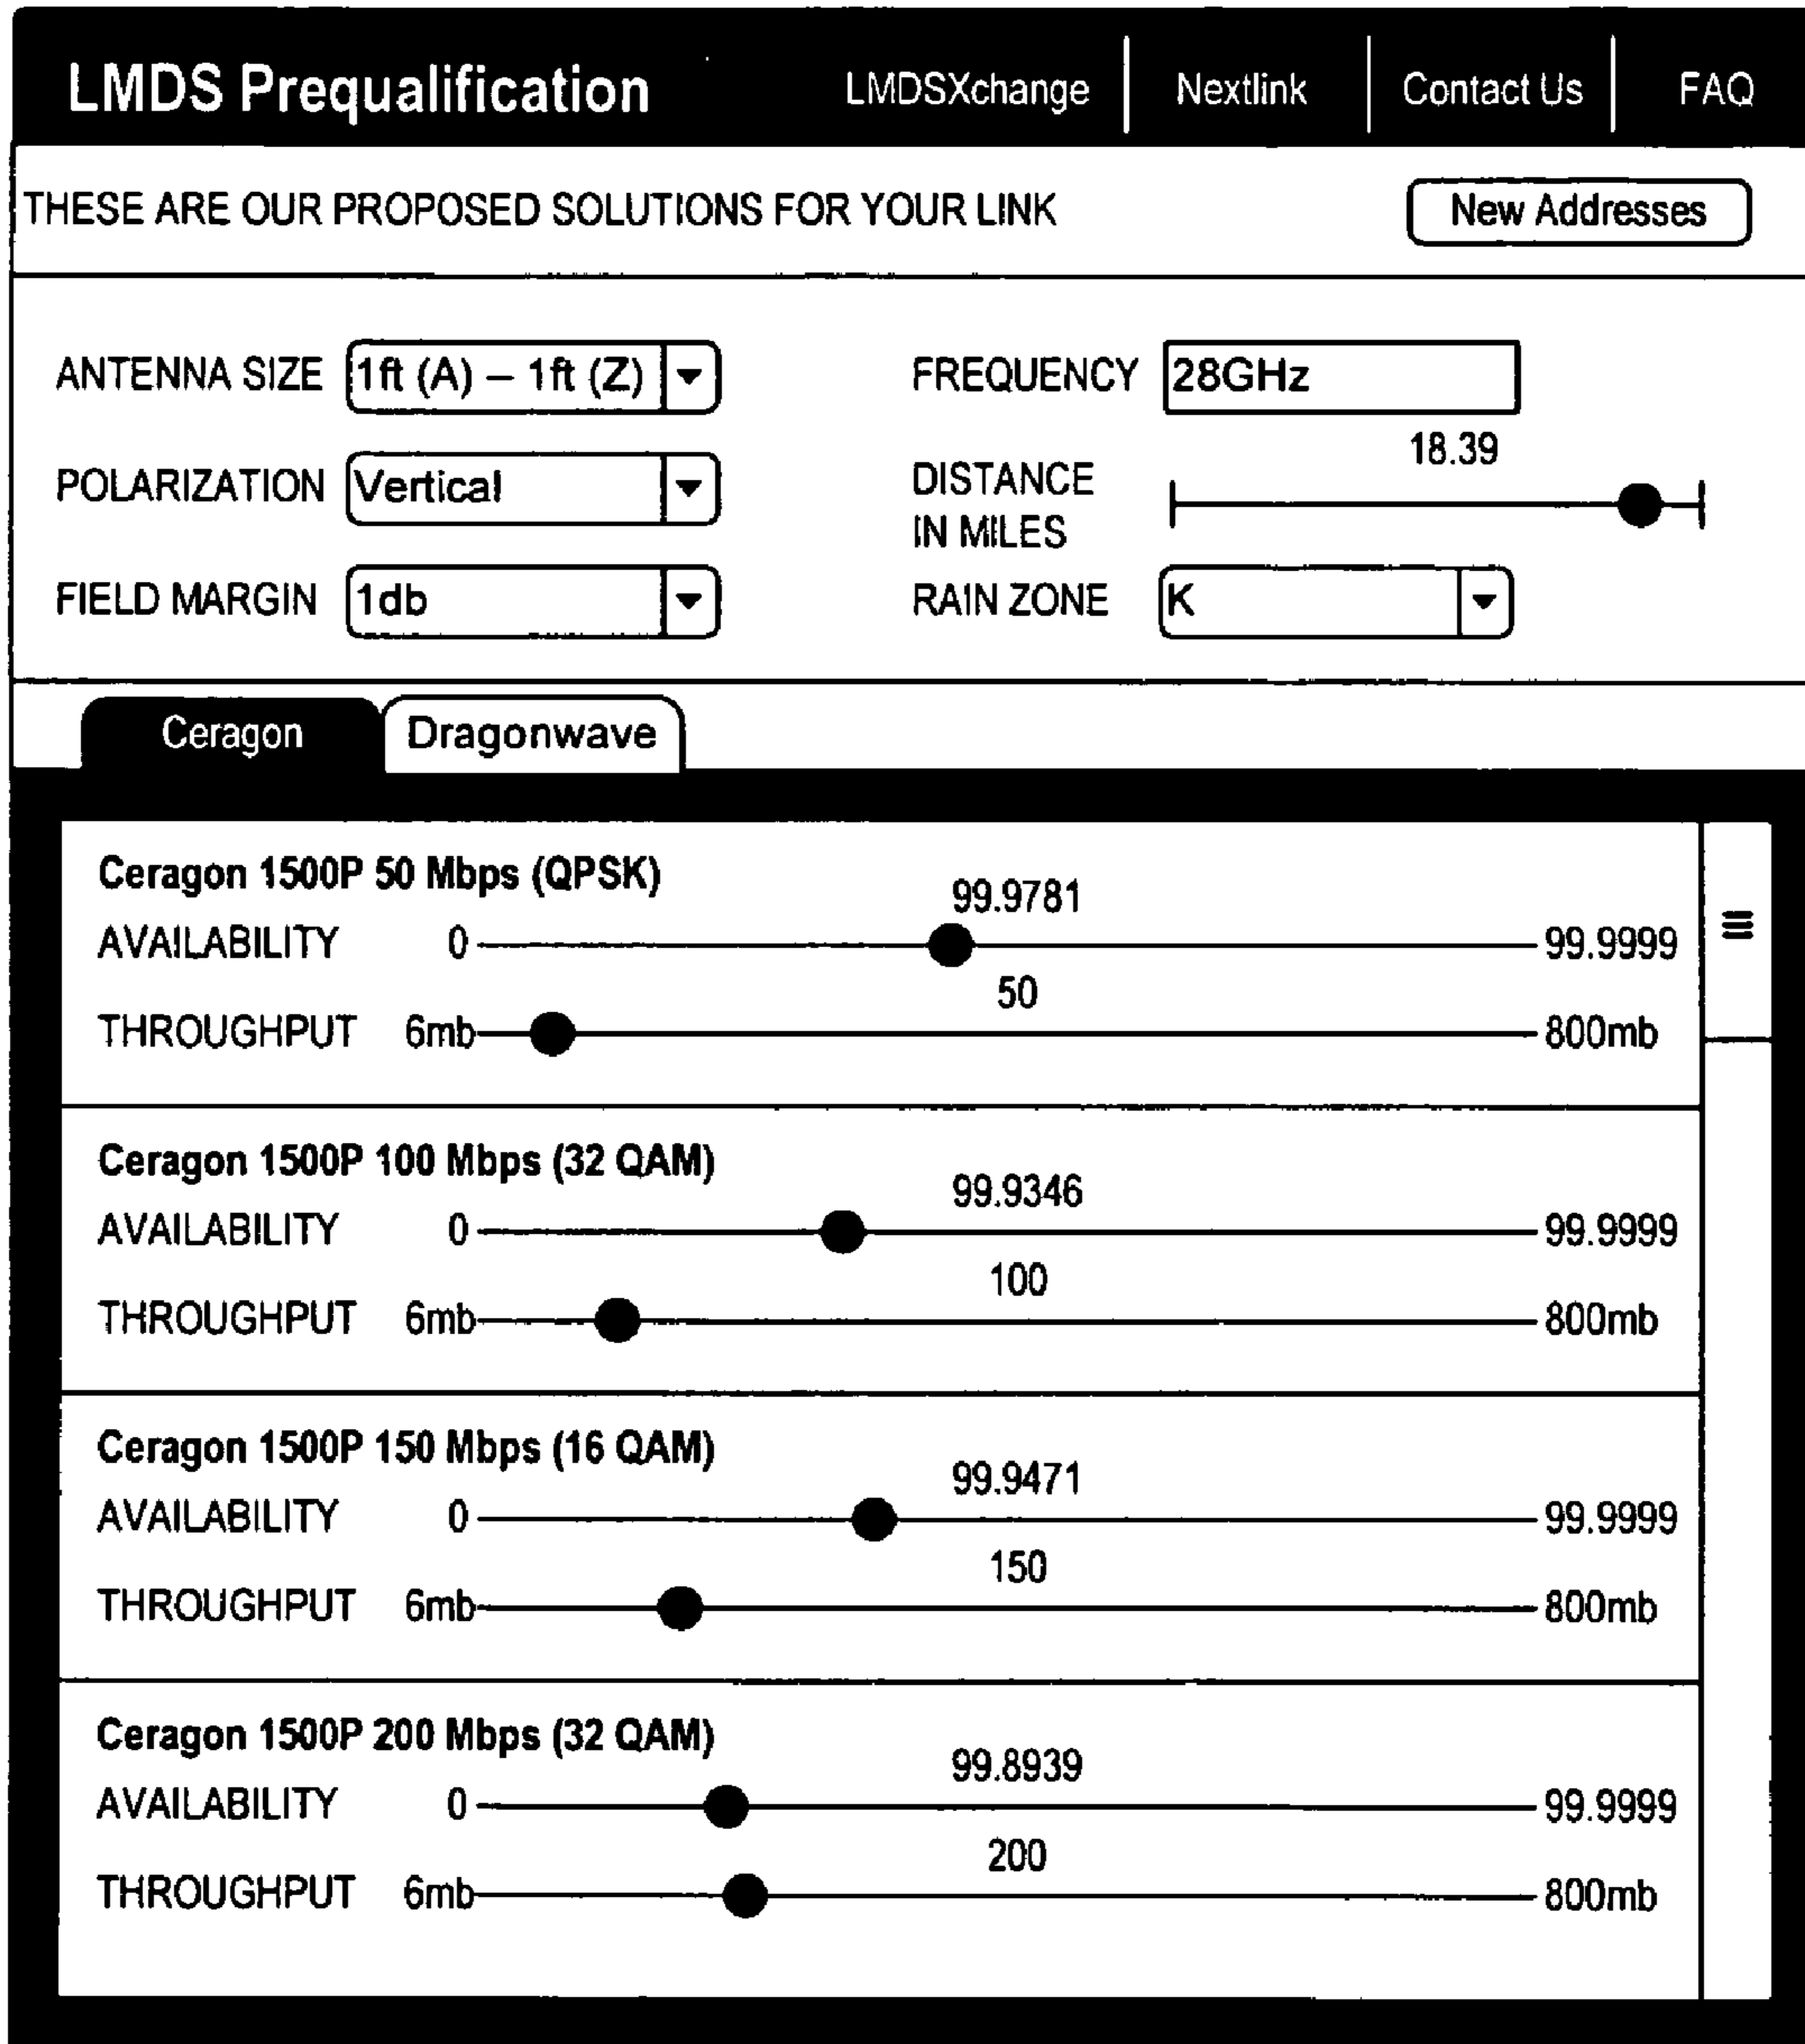 LMDS Prequalification LMDSXchange Nextlink Contact Us FAQ
THESE ARE OUR PROPOSED SOLUTIONS FOR YOUR LINK New Addresses
ANTENNA SIZE 1ft (A) – 1ft (Z) FREQUENCY 28GHz
18.39
POLARIZATION Vertical DISTANCE
IN MILES
FIELD MARGIN 1db RAIN ZONE K
Ceragon Dragonwave
Ceragon 1500P 50 Mbps (QPSK)
99.9781
AVAILABILITY 0 99.9999
50
THROUGHPUT 6mb 800mb
Ceragon 1500P 100 Mbps (32 QAM)
99.9346
AVAILABILITY 0 99.9999
100
THROUGHPUT 6mb 800mb
Ceragon 1500P 150 Mbps (16 QAM)
99.9471
AVAILABILITY 0 99.9999
150
THROUGHPUT 6mb 800mb
Ceragon 1500P 200 Mbps (32 QAM)
99.8939
AVAILABILITY 0 99.9999
200
THROUGHPUT 6mb 800mb